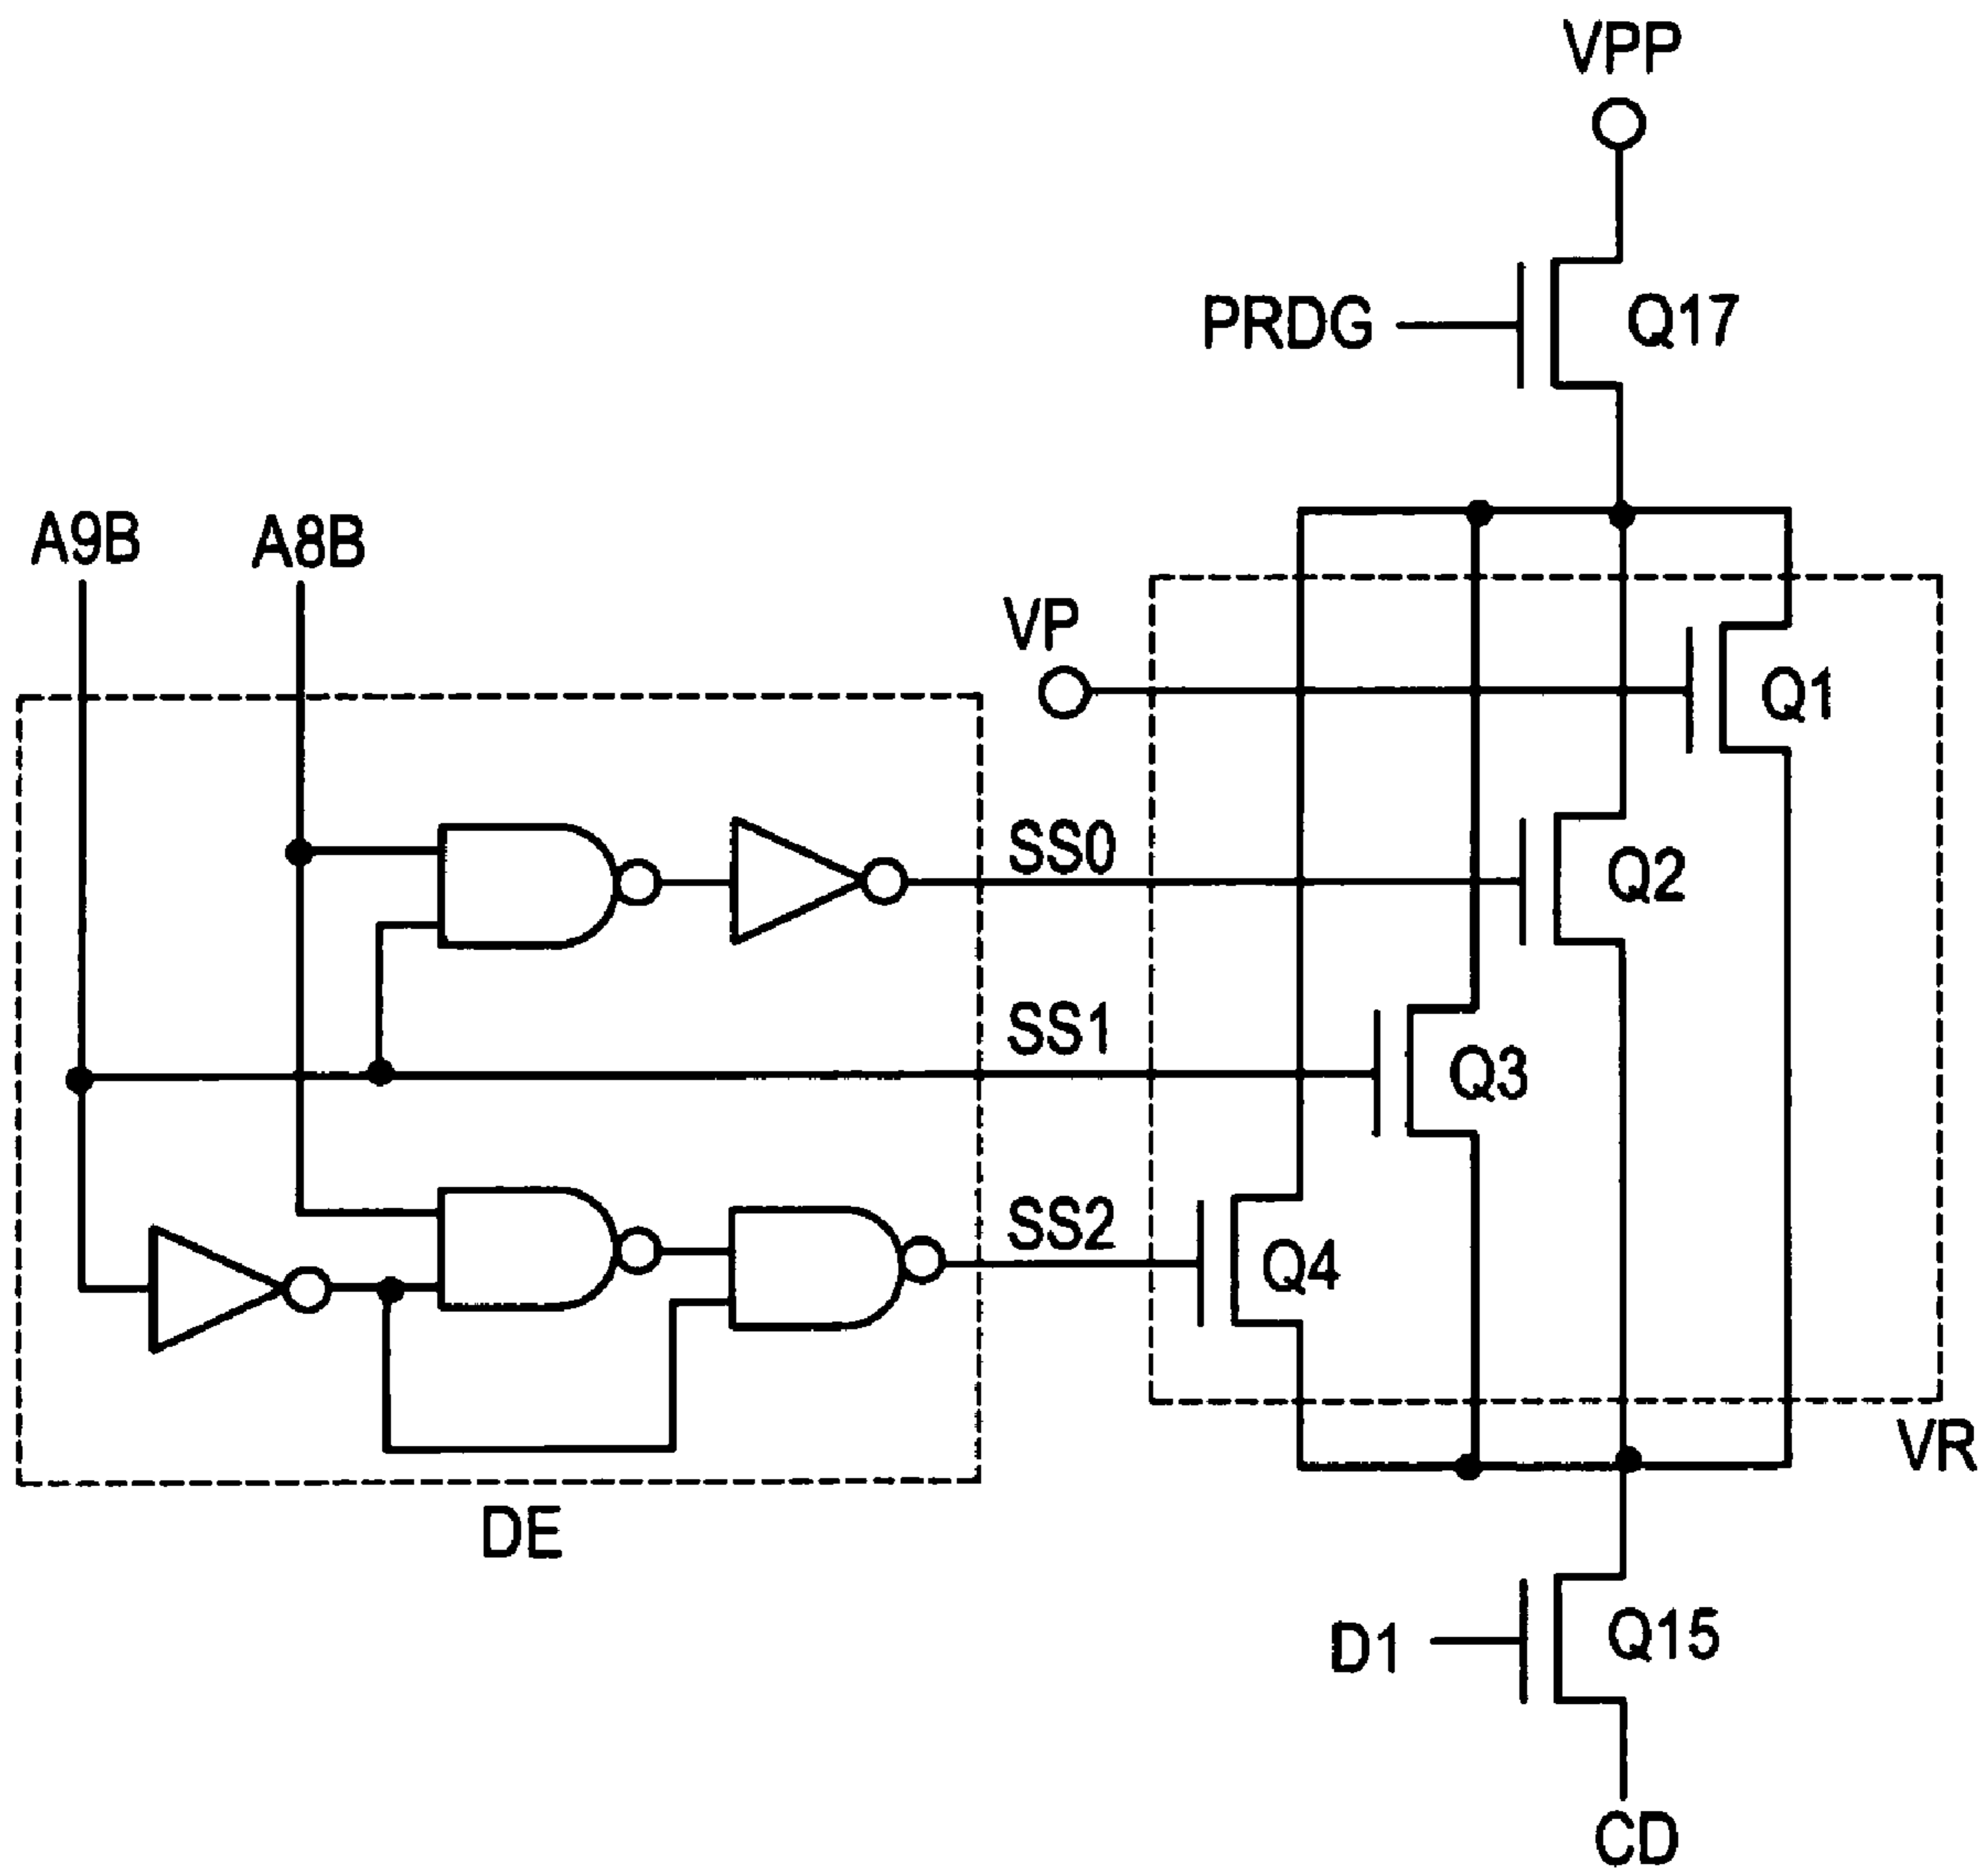 VPP
PRDG
Q17
A9B
A8B
VP
Q1
SS0
Q2
SS1
Q3
SS2
Q4
VR
DE
D1
Q15
CD